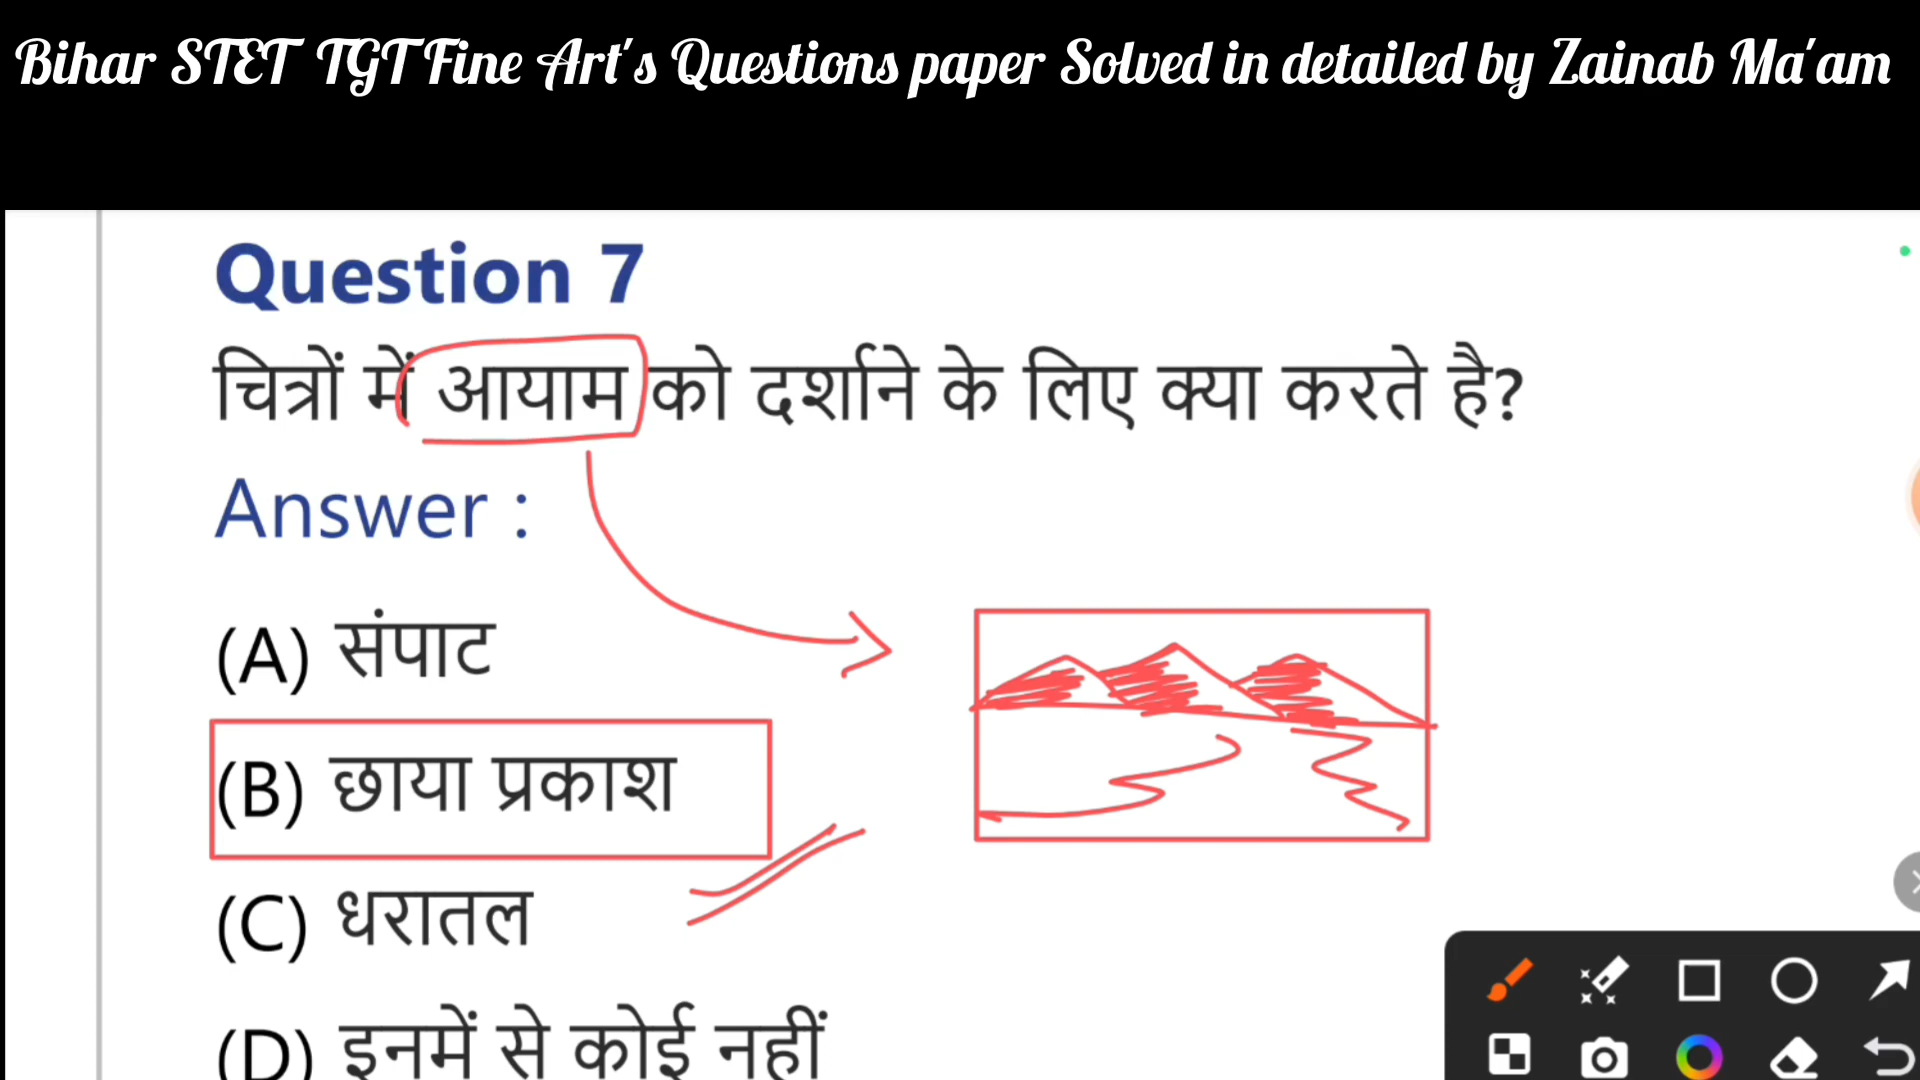 Bihar STET TGT Fine Art's Questions paper Solved in detailed by Zainab Ma'am
Question 7
चित्रों में आयाम को दर्शाने के लिए क्या करते है?
Answer :
(A) संपाट
(B) छाया प्रकाश
(C) धरातल
(D) इनमें से कोई नहीं